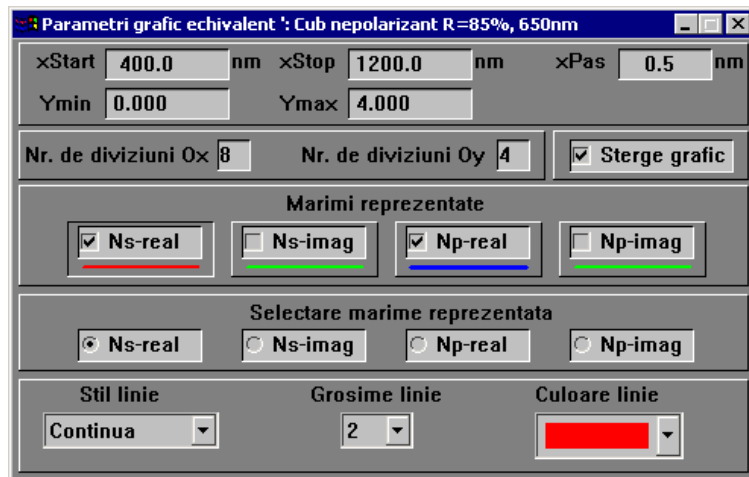 Parametri grafic echivalent ': Cub nepolarizant R=85%, 650nm
xStart 400.0 nm xStop 1200.0 nm xPas 0.5 nm
Ymin 0.000 Ymax 4.000
Nr. de diviziuni Ox 8 Nr. de diviziuni Oy 4 Sterge grafic
Marimi reprezentate
Ns-real Ns-imag Np-real Np-imag
Selectare marime reprezentata
Ns-real Ns-imag Np-real Np-imag
Stil linie Grosime linie Culoare linie
Continua 2